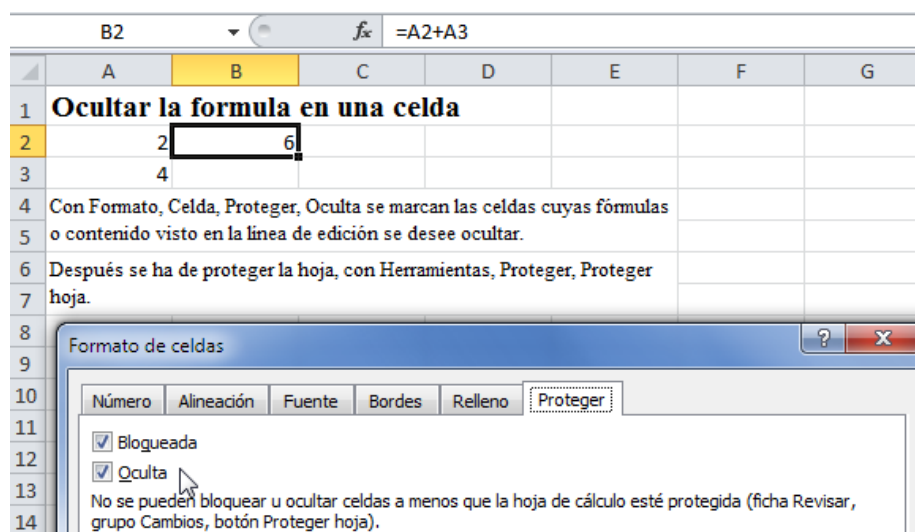 B2 fx =A2+A3
A B C D E F G
1 Ocultar la formula en una celda
2 2 6
3 4
4 Con Formato, Celda, Proteger, Oculta se marcan las celdas cuyas fórmulas
5 o contenido visto en la línea de edición se desee ocultar.
6 Después se ha de proteger la hoja, con Herramientas, Proteger, Proteger
7 hoja.
8
Formato de celdas ? x
9
10 Número Alineación Fuente Bordes Relleno Proteger
11
Bloqueada
12
Oculta
13
No se pueden bloquear u ocultar celdas a menos que la hoja de cálculo esté protegida (ficha Revisar,
14 grupo Cambios, botón Proteger hoja).